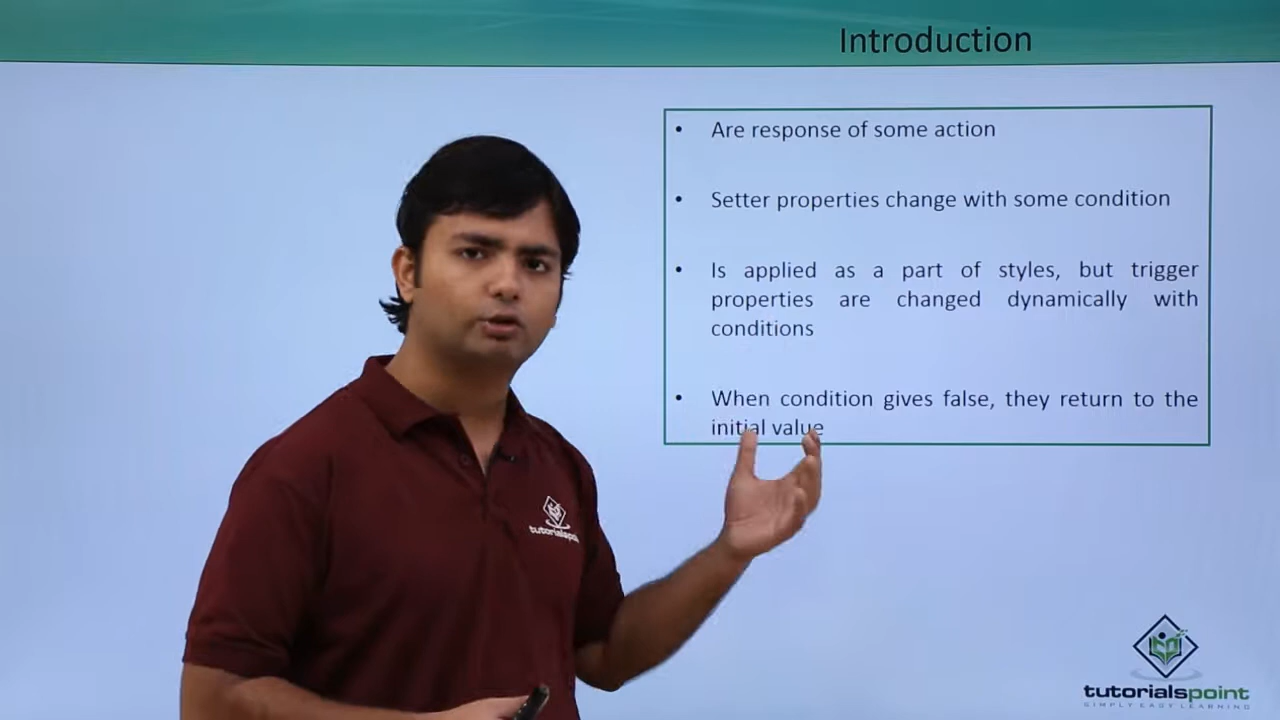 Introduction
• Are response of some action
• Setter properties change with some condition
• Is applied as a part of styles, but trigger
properties are changed dynamically with
conditions
• When condition gives false, they return to the
initial value
tutorialspoint
tutorialspoint
SIMPLY EASY LEARNING